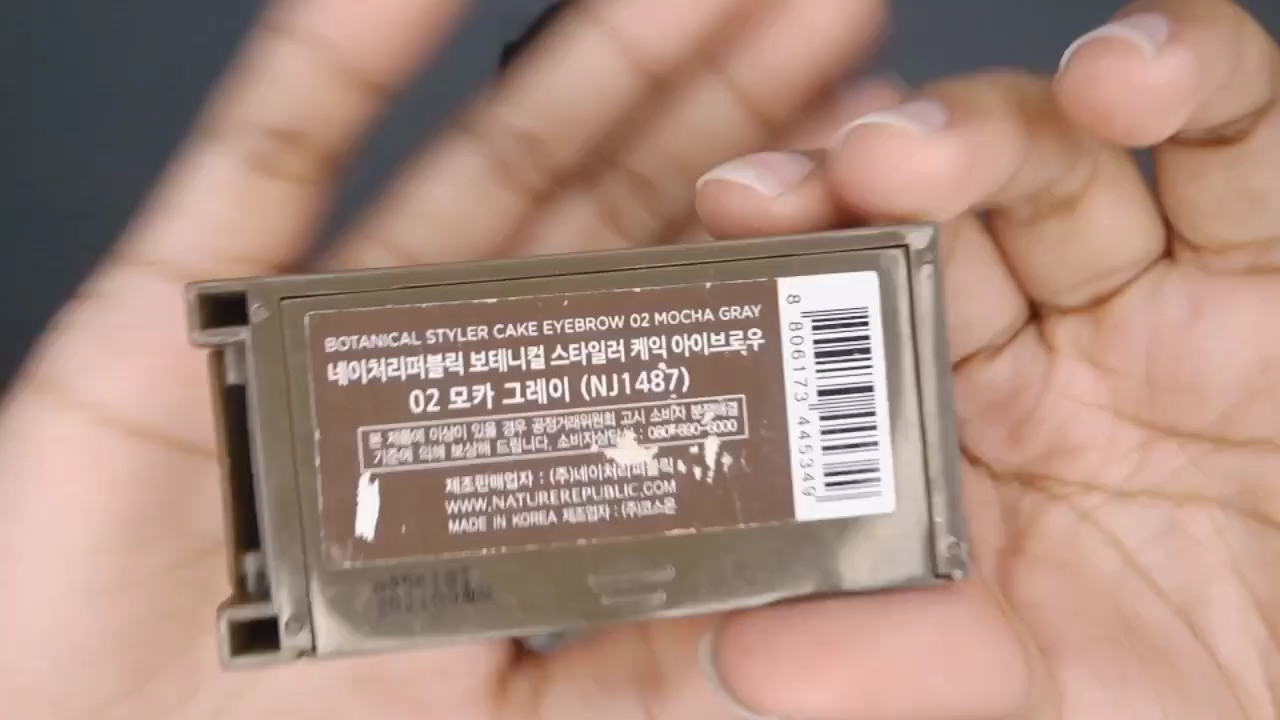 BOTANICAL STYLER CAKE EYEBROW 02 MOCHA GRAY
네이처리퍼블릭 보테니컬 스타일러 케익 아이브로우
02 모카 그레이 (NJ1487)
본 제품에 이상이 있을 경우 공정거래위원회 고시 소비자 분쟁해결
기준에 의해 보상해 드립니다. 소비자상담실 : 080-890-6000
제조판매업자 : (주)네이처리퍼블릭
WWW.NATUREREPUBLIC.COM
MADE IN KOREA 제조업자 : (주)코스온
8 806173 445349